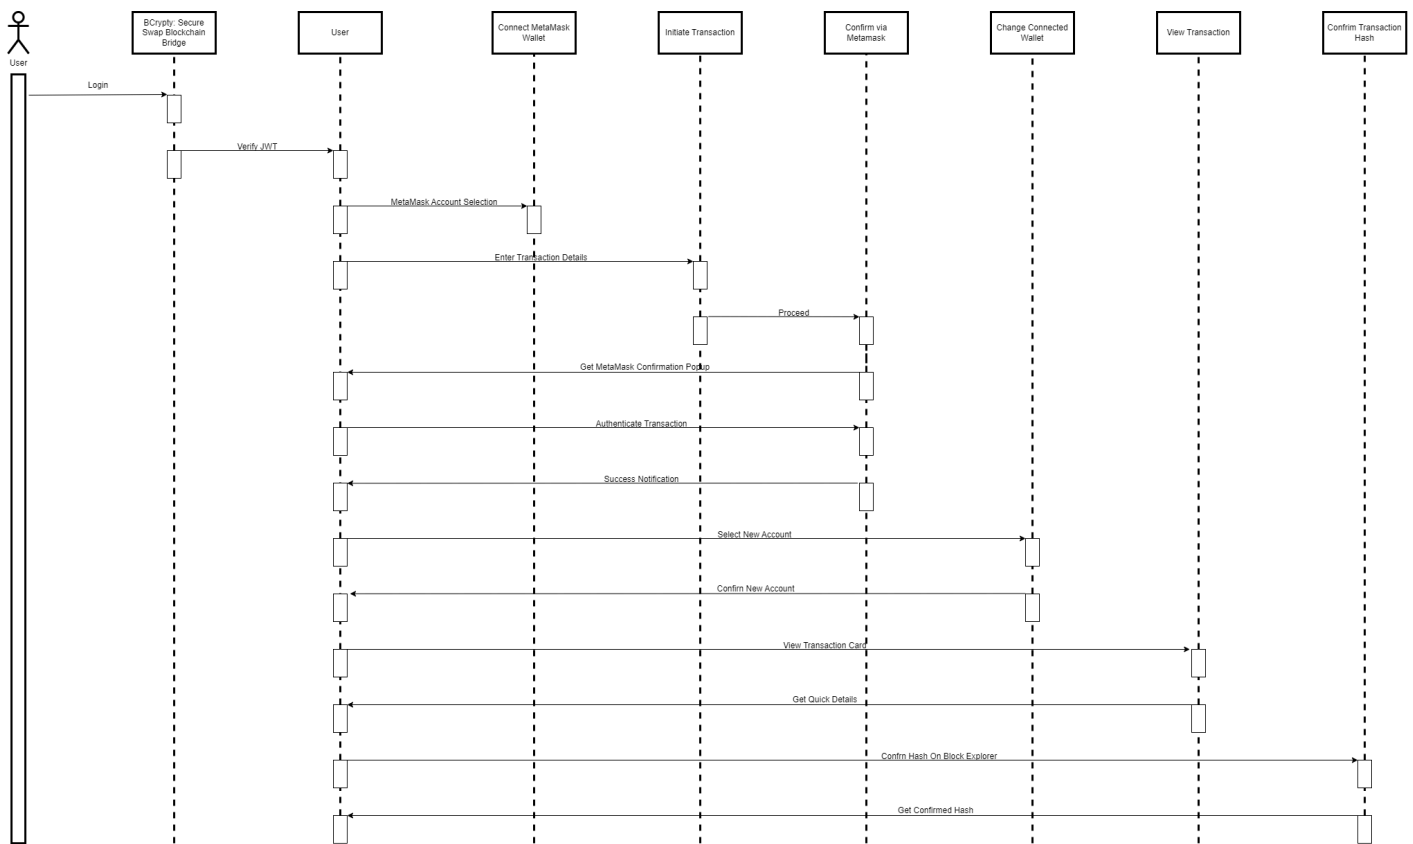 BCrypty: Secure
Swap Blockchain
Bridge
User
Connect MetaMask
Wallet
Initiate Transaction
Confirm via
Metamask
Change Connected
Wallet
View Transaction
Confrim Transaction
Hash
User
Login
Verify JWT
MetaMask Account Selection
Enter Transaction Details
Proceed
Get MetaMask Confirmation Popup
Authenticate Transaction
Success Notification
Select New Account
Confirn New Account
View Transaction Card
Get Quick Details
Confrn Hash On Block Explorer
Get Confirmed Hash